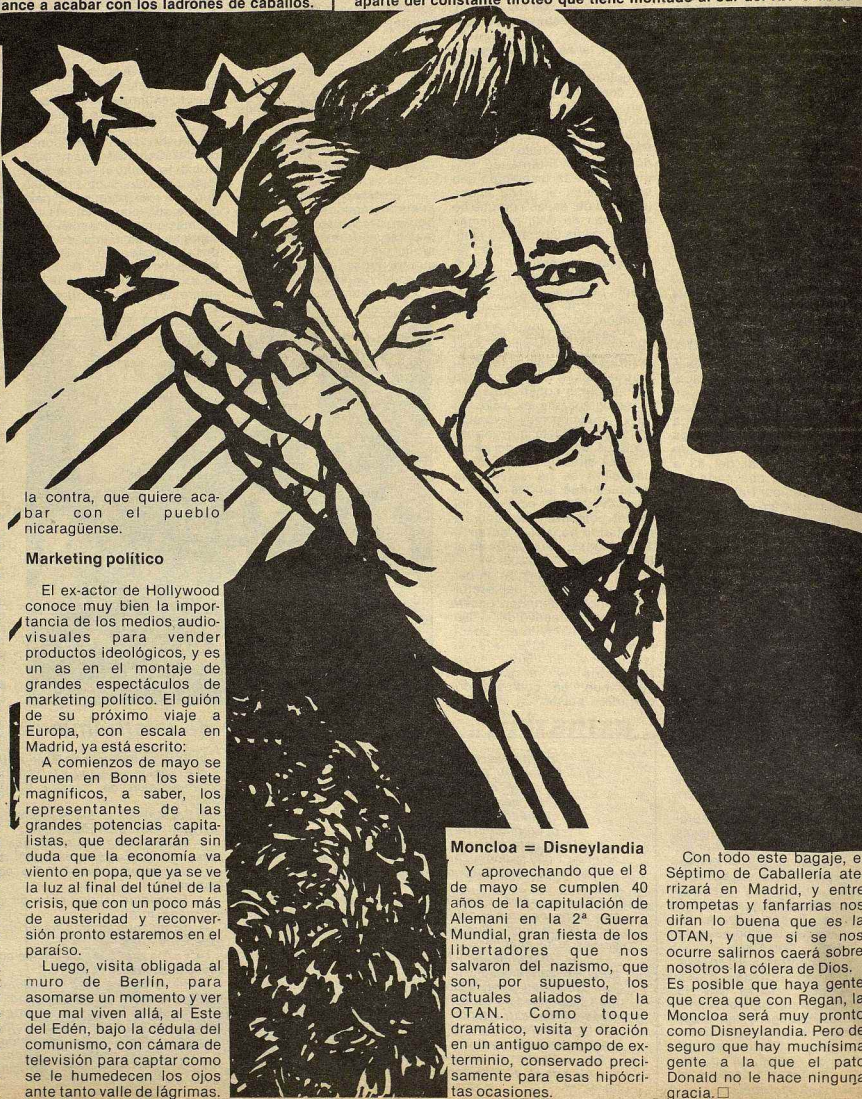 ance a acabar con los ladrones de caballos.
aparte del constante tiroteo que tiene montado al sur del
la contra, que quiere aca-
bar con el pueblo
nicaragüense.
Marketing político
El ex-actor de Hollywood
conoce muy bien la impor-
tancia de los medios audio-
visuales para vender
productos ideológicos, y es
un as en el montaje de
grandes espectáculos de
marketing político. El guión
de su próximo viaje a
Europa, con escala en
Madrid, ya está escrito:
A comienzos de mayo se
reunen en Bonn los siete
magníficos, a saber, los
representantes de las
grandes potencias capita-
listas, que declararán sin
duda que la economía va
viento en popa, que ya se ve
la luz al final del túnel de la
crisis, que con un poco más
de austeridad y reconver-
sión pronto estaremos en el
paraíso.
Luego, visita obligada al
muro de Berlín, para
asomarse un momento y ver
que mal viven allá, al Este
del Edén, bajo la cédula del
comunismo, con cámara de
televisión para captar como
se le humedecen los ojos
ante tanto valle de lágrimas.
Moncloa = Disneylandia
Y aprovechando que el 8
de mayo se cumplen 40
años de la capitulación de
Alemani en la 2ª Guerra
Mundial, gran fiesta de los
libertadores que nos
salvaron del nazismo, que
son, por supuesto, los
actuales aliados de la
OTAN. Como toque
dramático, visita y oración
en un antiguo campo de ex-
terminio, conservado preci-
samente para esas hipócri-
tas ocasiones.
Con todo este bagaje, e
Séptimo de Caballería ate
rrizará en Madrid, y entre
trompetas y fanfarrias nos
dirán lo buena que es la
OTAN, y que si se nos
ocurre salirnos caerá sobre
nosotros la cólera de Dios.
Es posible que haya gente
que crea que con Regan, la
Moncloa será muy pronto
como Disneylandia. Pero de
seguro que hay muchísima
gente a la que el pato
Donald no le hace ninguna
gracia.□